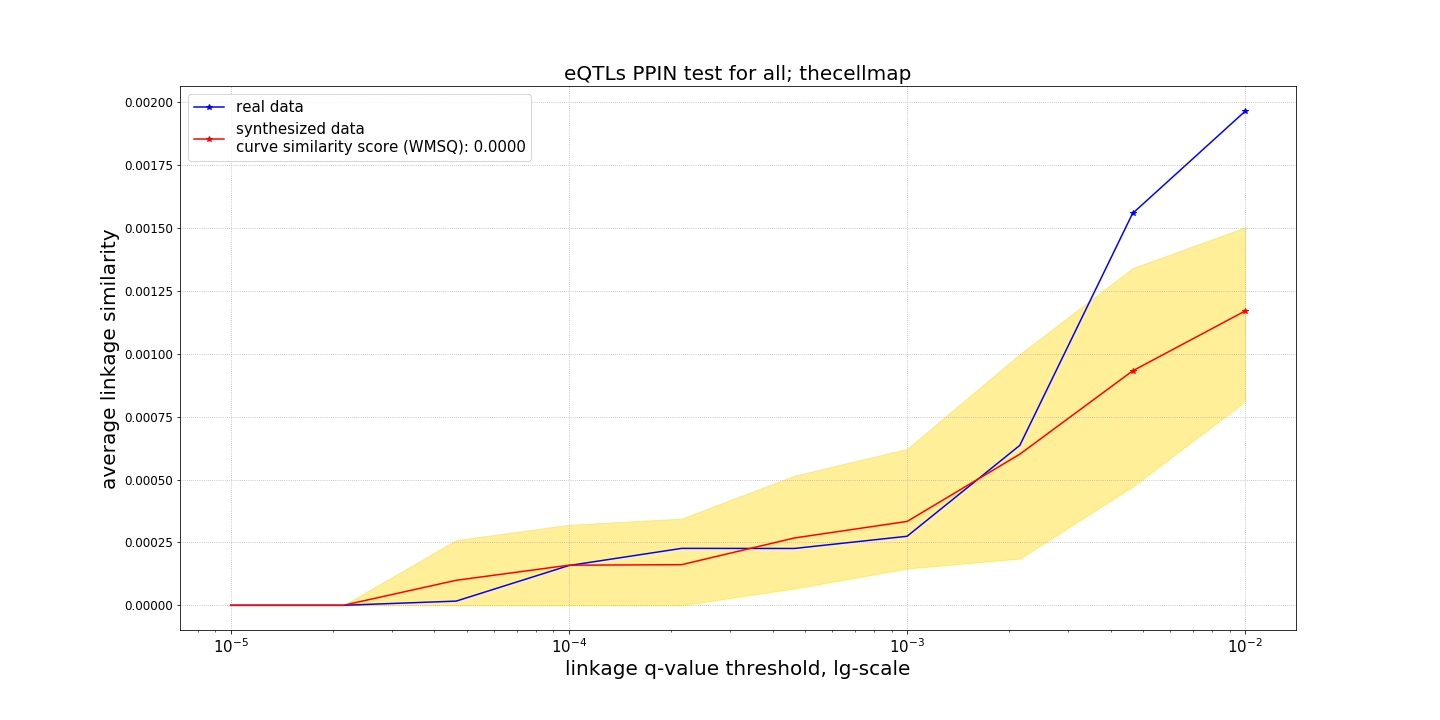 eQTLs PPIN test for all; thecellmap
real data
synthesized data
curve similarity score (WMSQ): 0.0000
average linkage similarity
0.00200
0.00175
0.00150
0.00125
0.00100
0.00075
0.00050
0.00025
0.00000
10⁻⁵ 10⁻⁴ 10⁻³ 10⁻²
linkage q-value threshold, lg-scale